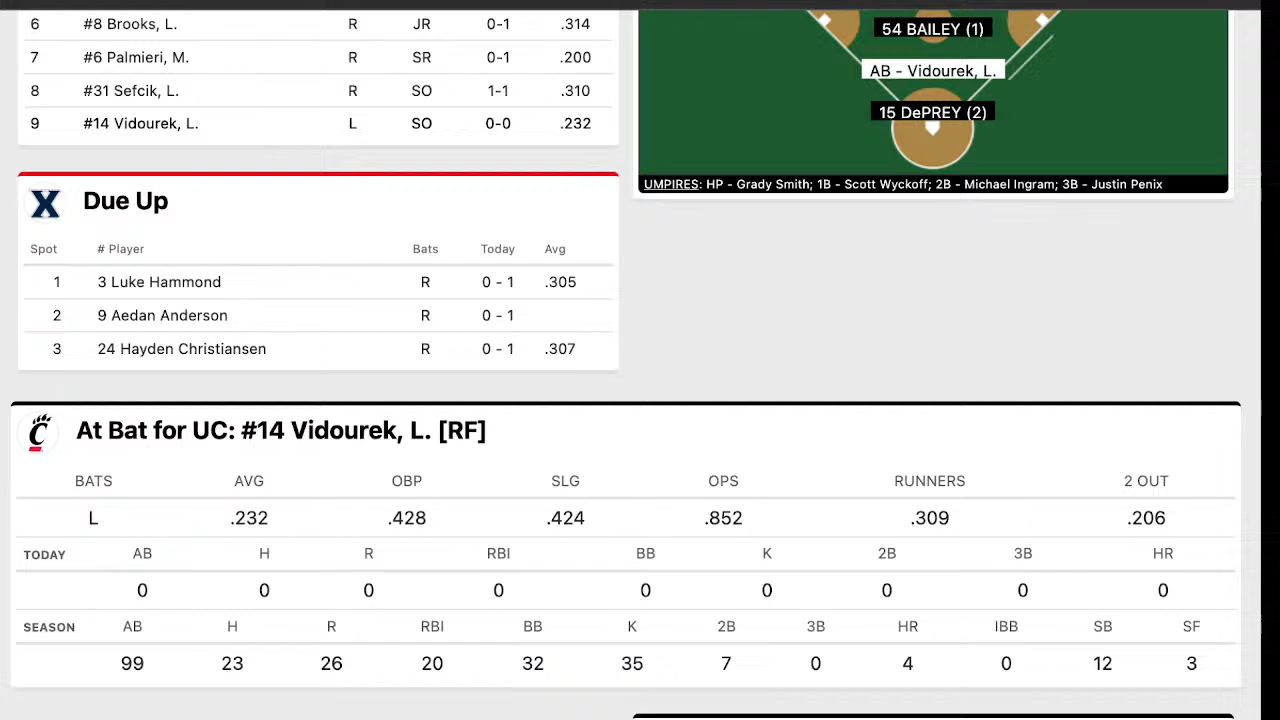 6 #8 Brooks, L. R JR 0-1 .314
7 #6 Palmieri, M. R SR 0-1 .200
8 #31 Sefcik, L. R SO 1-1 .310
9 #14 Vidourek, L. L SO 0-0 .232
54 BAILEY (1)
AB - Vidourek, L.
15 DePREY (2)
UMPIRES: HP - Grady Smith; 1B - Scott Wyckoff; 2B - Michael Ingram; 3B - Justin Penix
X Due Up
Spot # Player Bats Today Avg
1 3 Luke Hammond R 0 - 1 .305
2 9 Aedan Anderson R 0 - 1
3 24 Hayden Christiansen R 0 - 1 .307
C At Bat for UC: #14 Vidourek, L. [RF]
BATS AVG OBP SLG OPS RUNNERS 2 OUT
L .232 .428 .424 .852 .309 .206
TODAY AB H R RBI BB K 2B 3B HR
0 0 0 0 0 0 0 0 0
SEASON AB H R RBI BB K 2B 3B HR IBB SB SF
99 23 26 20 32 35 7 0 4 0 12 3